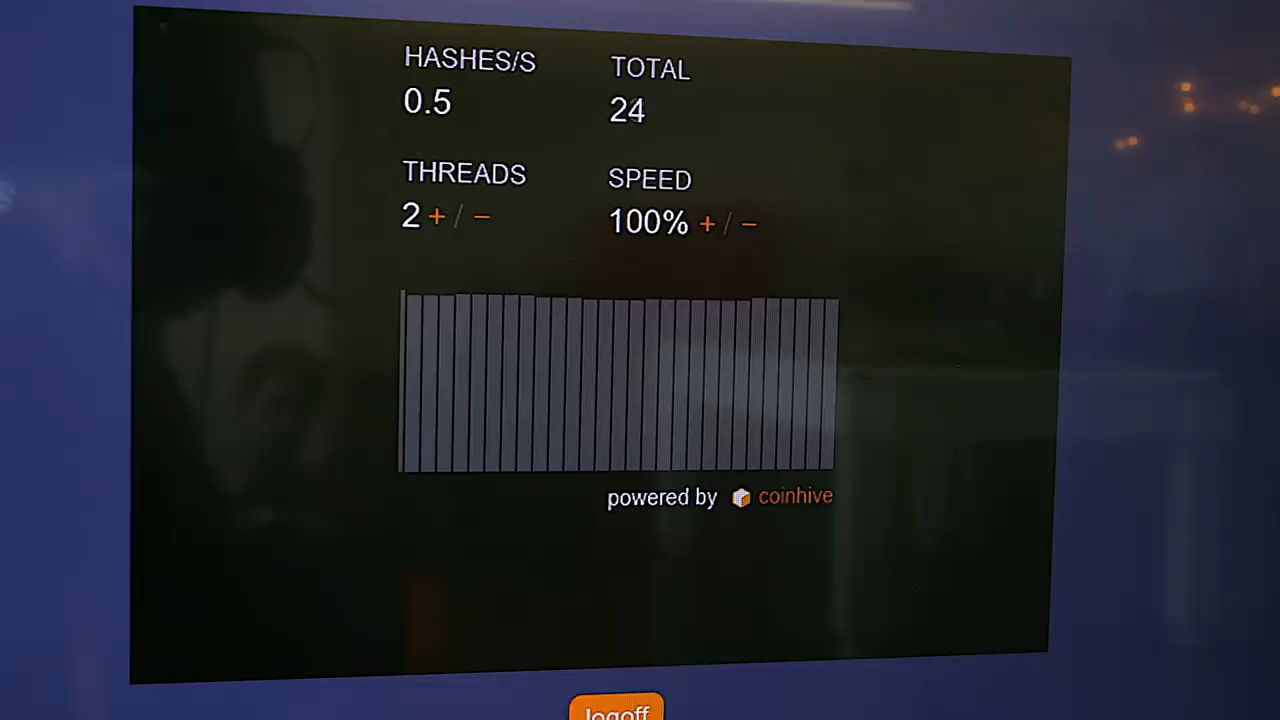 HASHES/S TOTAL
0.5 24
THREADS SPEED
2 + / − 100% + / −
powered by coinhive
logoff